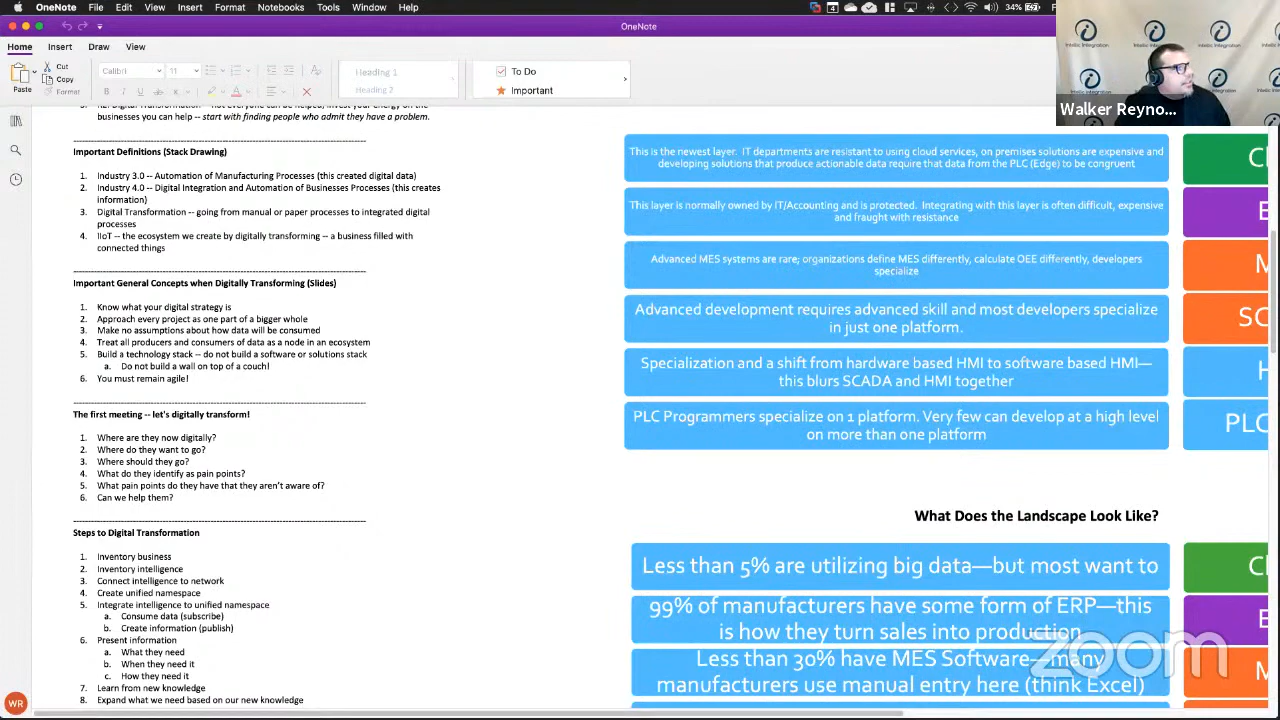 OneNote File Edit View Insert Format Notebooks Tools Window Help
34%
OneNote
Home Insert Draw View
Paste
Cut
Copy
Format
Calibri 11
Heading 1
Heading 2
To Do
Important
Walker Reyno...
businesses you can help -- start with finding people who admit they have a problem.
Important Definitions (Stack Drawing)
1. Industry 3.0 -- Automation of Manufacturing Processes (this created digital data)
2. Industry 4.0 -- Digital Integration and Automation of Businesses Processes (this creates
information)
3. Digital Transformation -- going from manual or paper processes to integrated digital
processes
4. IIoT -- the ecosystem we create by digitally transforming -- a business filled with
connected things
Important General Concepts when Digitally Transforming (Slides)
1. Know what your digital strategy is
2. Approach every project as one part of a bigger whole
3. Make no assumptions about how data will be consumed
4. Treat all producers and consumers of data as a node in an ecosystem
5. Build a technology stack -- do not build a software or solutions stack
a. Do not build a wall on top of a couch!
6. You must remain agile!
The first meeting -- let's digitally transform!
1. Where are they now digitally?
2. Where do they want to go?
3. Where should they go?
4. What do they identify as pain points?
5. What pain points do they have that they aren't aware of?
6. Can we help them?
Steps to Digital Transformation
1. Inventory business
2. Inventory intelligence
3. Connect intelligence to network
4. Create unified namespace
5. Integrate intelligence to unified namespace
a. Consume data (subscribe)
b. Create information (publish)
6. Present information
a. What they need
b. When they need it
c. How they need it
7. Learn from new knowledge
8. Expand what we need based on our new knowledge
WR
This is the newest layer. IT departments are resistant to using cloud services, on premises solutions are expensive and
developing solutions that produce actionable data require that data from the PLC (Edge) to be congruent
This layer is normally owned by IT/Accounting and is protected. Integrating with this layer is often difficult, expensive
and fraught with resistance
Advanced MES systems are rare; organizations define MES differently, calculate OEE differently, developers
specialize
Advanced development requires advanced skill and most developers specialize
in just one platform.
Specialization and a shift from hardware based HMI to software based HMI—
this blurs SCADA and HMI together
PLC Programmers specialize on 1 platform. Very few can develop at a high level
on more than one platform
PLC
What Does the Landscape Look Like?
Less than 5% are utilizing big data—but most want to
99% of manufacturers have some form of ERP—this
is how they turn sales into production
Less than 30% have MES Software—many
manufacturers use manual entry here (think Excel)
zoom